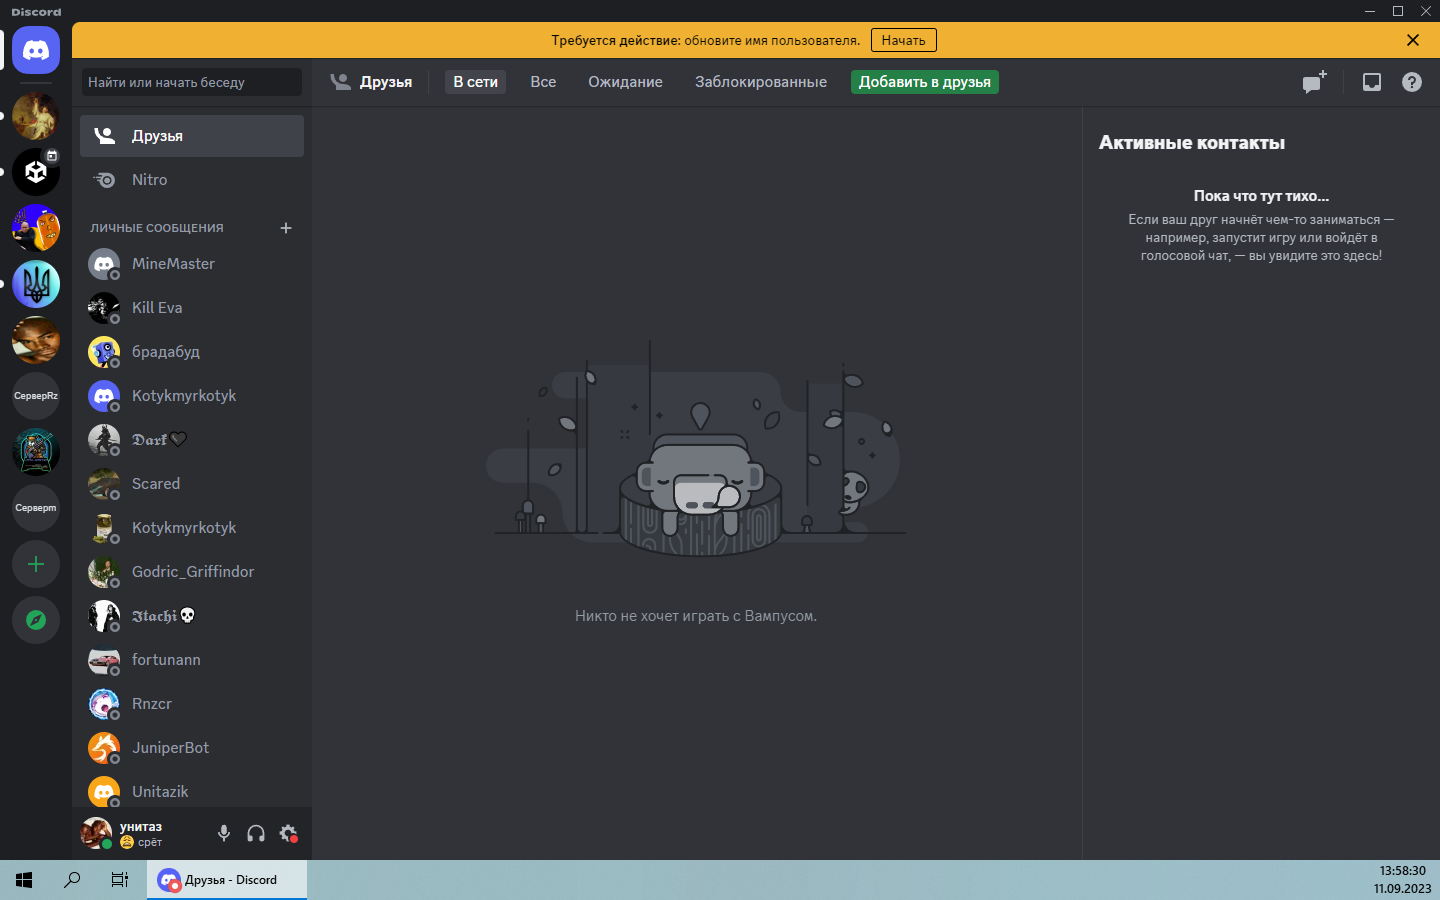 Discord
Требуется действие: обновите имя пользователя. Начать
Найти или начать беседу
Друзья
В сети
Все
Ожидание
Заблокированные
Добавить в друзья
Друзья
Nitro
ЛИЧНЫЕ СООБЩЕНИЯ
MineMaster
Kill Eva
брадабуд
Kotykmyrkotyk
𝕯𝖆𝖗𝖐🖤
Scared
Kotykmyrkotyk
Godric_Griffindor
𝕴𝖙𝖆𝖈𝖍𝖎💀
fortunann
Rnzcr
JuniperBot
Unitazik
унитаз
😩 срёт
СерверRz
Серверm
Никто не хочет играть с Вампусом.
Активные контакты
Пока что тут тихо...
Если ваш друг начнёт чем-то заниматься —
например, запустит игру или войдёт в
голосовой чат, — вы увидите это здесь!
Друзья - Discord
13:58:30
11.09.2023